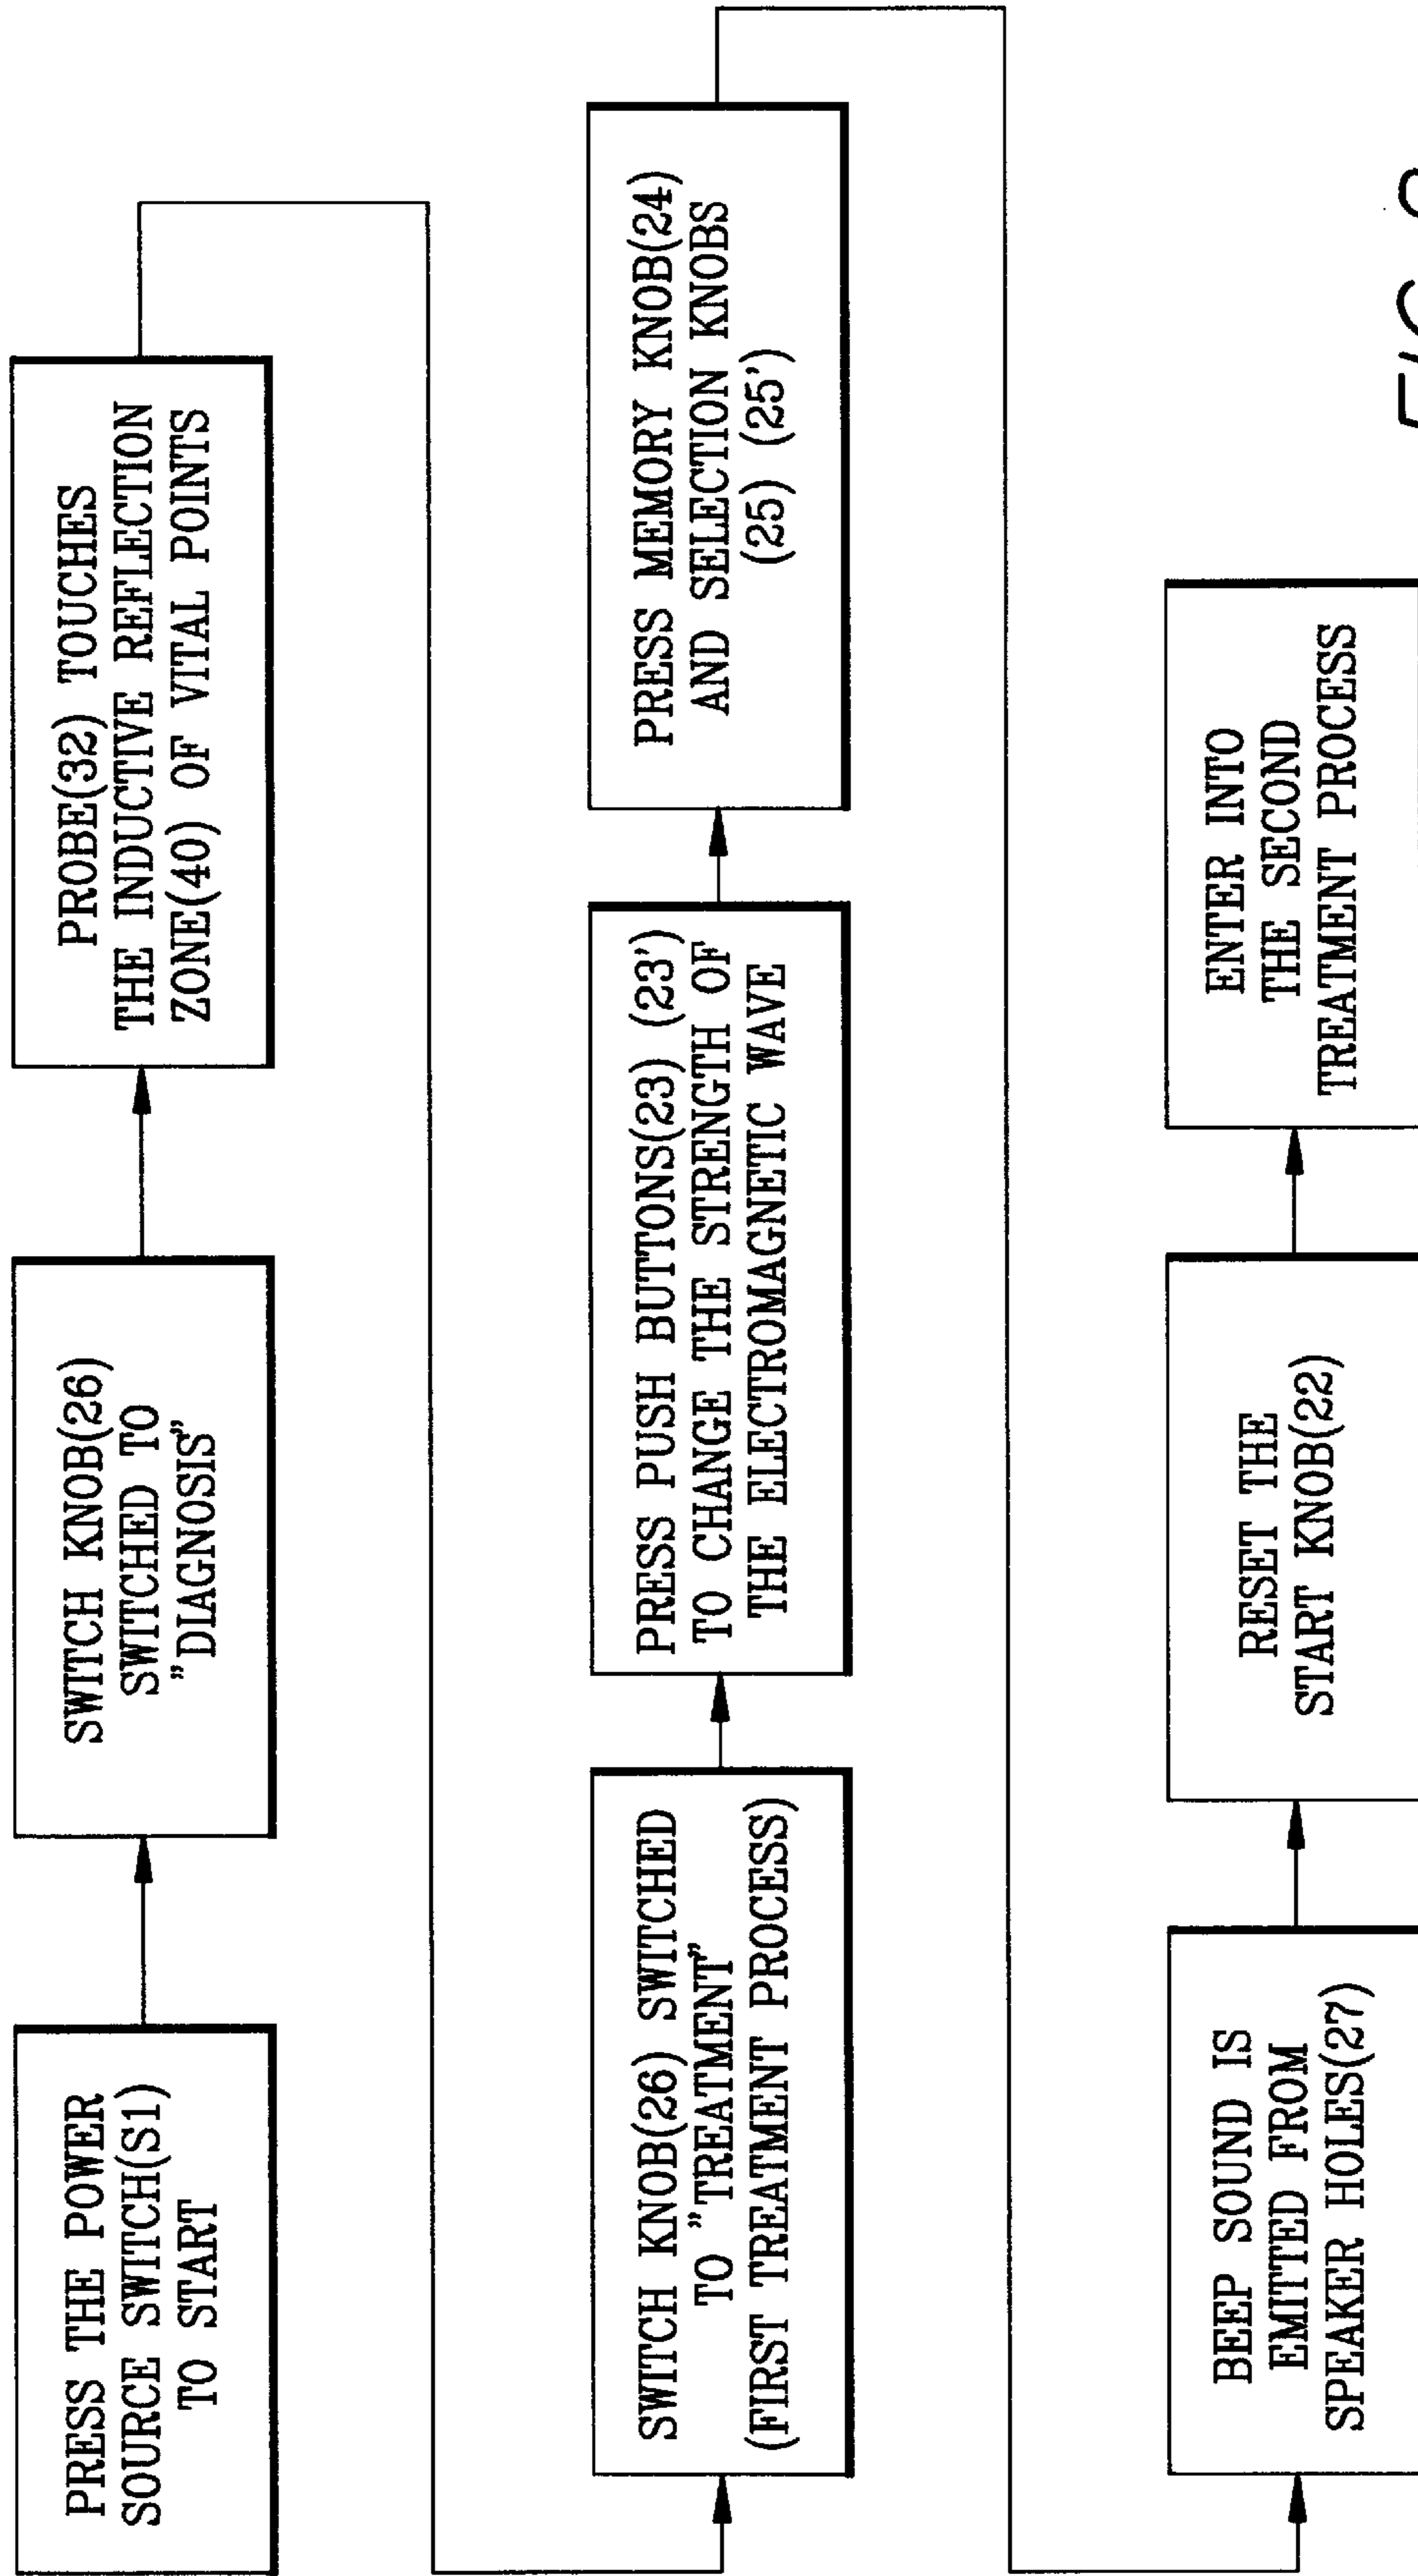 PRESS THE POWER
SOURCE SWITCH(S1)
TO START
SWITCH KNOB(26)
SWITCHED TO
"DIAGNOSIS"
PROBE(32) TOUCHES
THE INDUCTIVE REFLECTION
ZONE(40) OF VITAL POINTS
SWITCH KNOB(26) SWITCHED
TO "TREATMENT"
(FIRST TREATMENT PROCESS)
PRESS PUSH BUTTONS(23) (23')
TO CHANGE THE STRENGTH OF
THE ELECTROMAGNETIC WAVE
PRESS MEMORY KNOB(24)
AND SELECTION KNOBS
(25) (25')
BEEP SOUND IS
EMITTED FROM
SPEAKER HOLES(27)
RESET THE
START KNOB(22)
ENTER INTO
THE SECOND
TREATMENT PROCESS